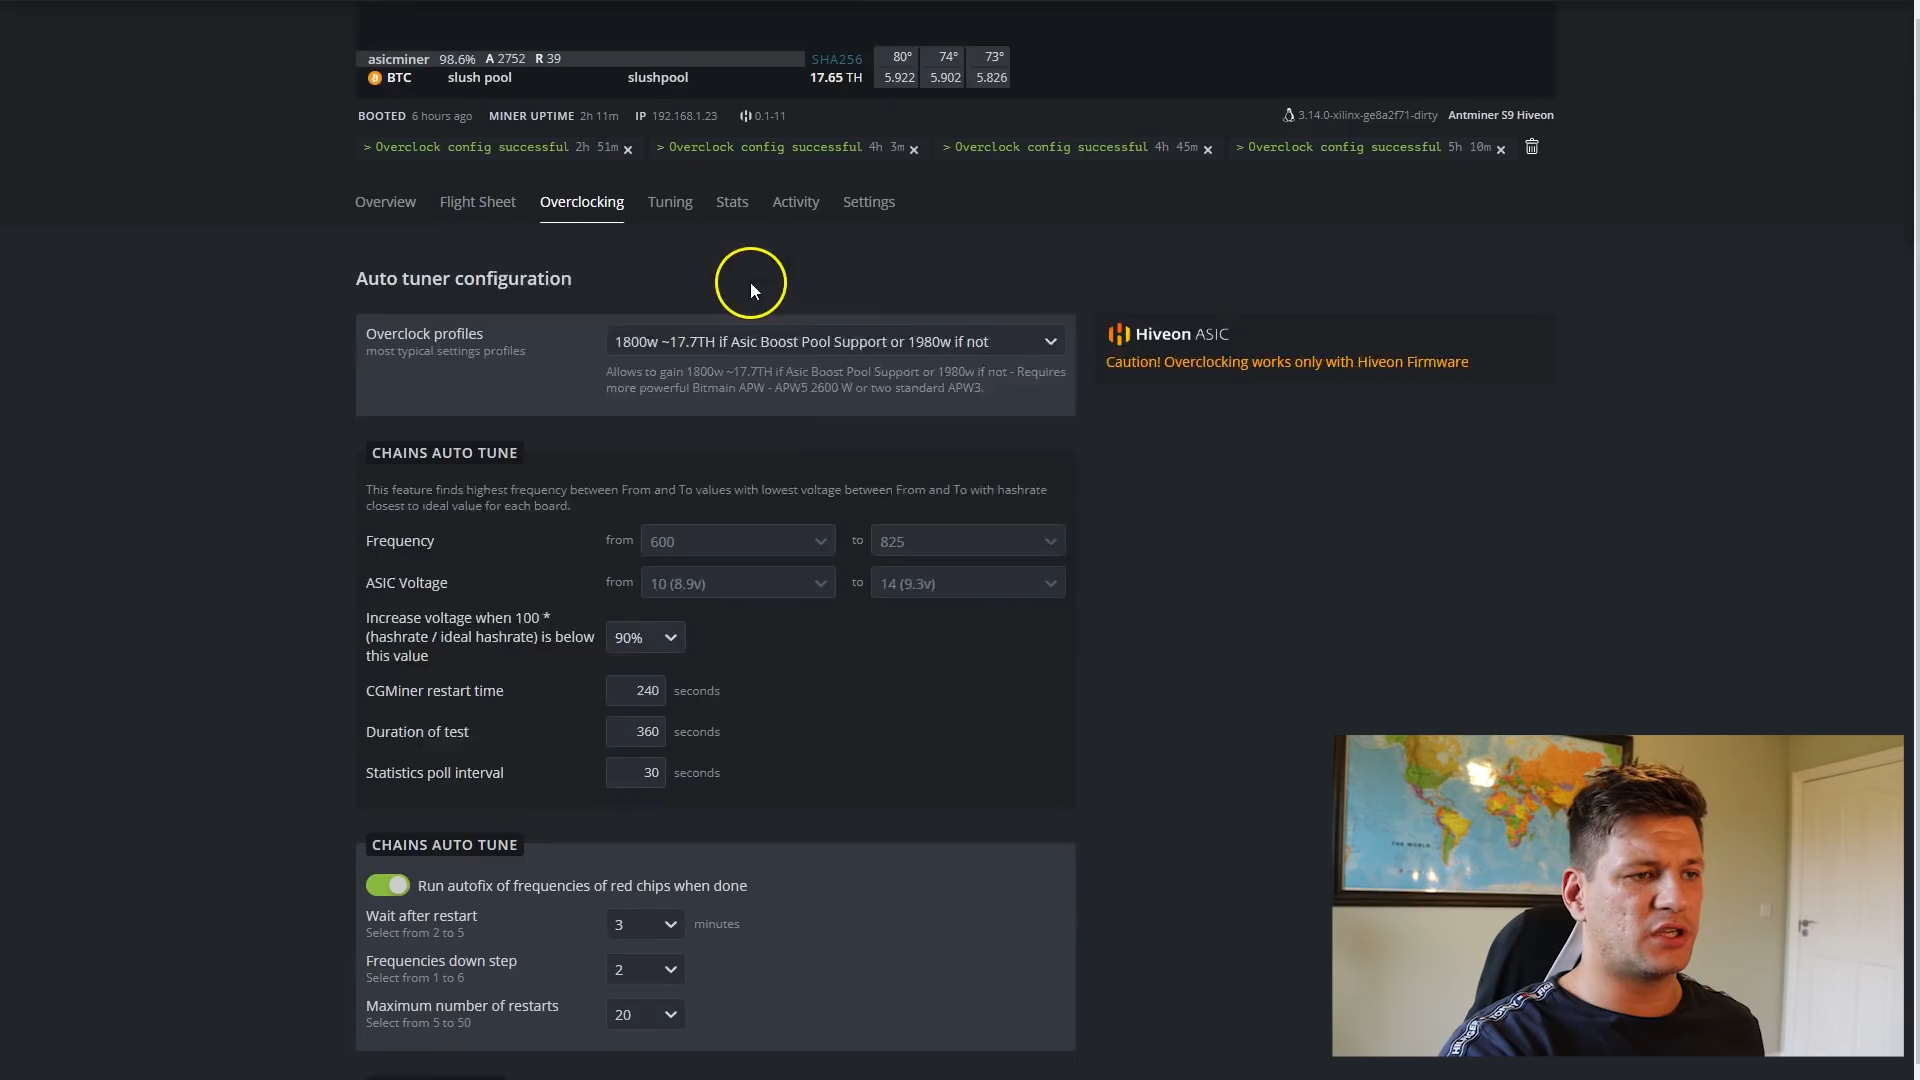 asicminer 98.6% A 2752 R 39 SHA256 80° 74° 73°
BTC slush pool slushpool 17.65 TH 5.922 5.902 5.826
BOOTED 6 hours ago MINER UPTIME 2h 11m IP 192.168.1.23 0.1-11 3.14.0-xilinx-ge8a2f71-dirty Antminer S9 Hiveon
> Overclock config successful 2h 51m × > Overclock config successful 4h 3m × > Overclock config successful 4h 45m × > Overclock config successful 5h 10m ×
Overview Flight Sheet Overclocking Tuning Stats Activity Settings
Auto tuner configuration
Overclock profiles
most typical settings profiles
1800w ~17.7TH if Asic Boost Pool Support or 1980w if not
Allows to gain 1800w ~17.7TH if Asic Boost Pool Support or 1980w if not - Requires
more powerful Bitmain APW - APW5 2600 W or two standard APW3.
Hiveon ASIC
Caution! Overclocking works only with Hiveon Firmware
CHAINS AUTO TUNE
This feature finds highest frequency between From and To values with lowest voltage between From and To with hashrate
closest to ideal value for each board.
Frequency from 600 to 825
ASIC Voltage from 10 (8.9v) to 14 (9.3v)
Increase voltage when 100 *
(hashrate / ideal hashrate) is below
this value
90%
CGMiner restart time 240 seconds
Duration of test 360 seconds
Statistics poll interval 30 seconds
CHAINS AUTO TUNE
Run autofix of frequencies of red chips when done
Wait after restart
Select from 2 to 5
3 minutes
Frequencies down step
Select from 1 to 6
2
Maximum number of restarts
Select from 5 to 50
20
THE WORLD